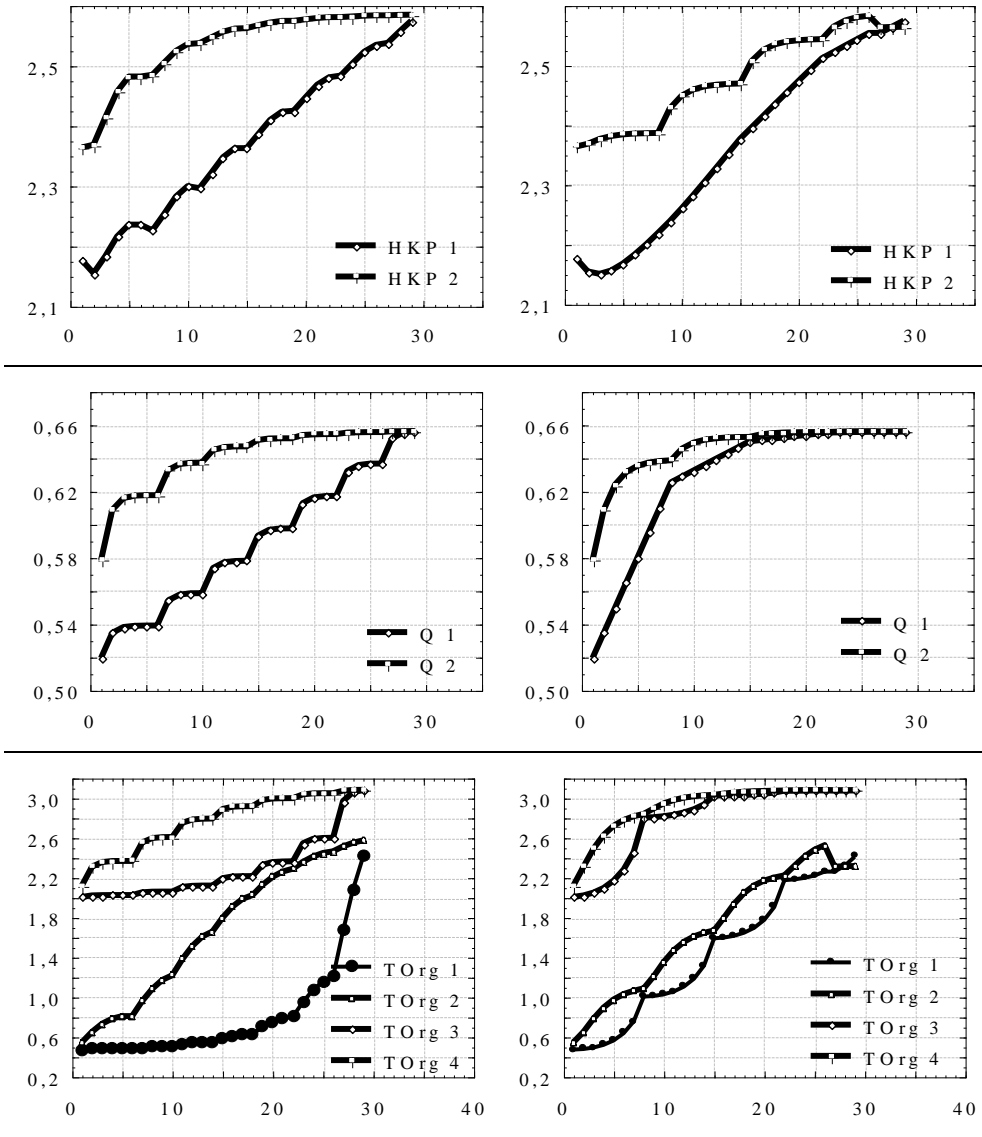 2,5
2,3
2,1
HKP 1
HKP 2
0 10 20 30
2,5
2,3
2,1
HKP 1
HKP 2
0 10 20 30
0,66
0,62
0,58
0,54
0,50
Q 1
Q 2
0 10 20 30
0,66
0,62
0,58
0,54
0,50
Q 1
Q 2
0 10 20 30
3,0
2,6
2,2
1,8
1,4
1,0
0,6
0,2
TOrg 1
TOrg 2
TOrg 3
TOrg 4
0 10 20 30 40
3,0
2,6
2,2
1,8
1,4
1,0
0,6
0,2
TOrg 1
TOrg 2
TOrg 3
TOrg 4
0 10 20 30 40